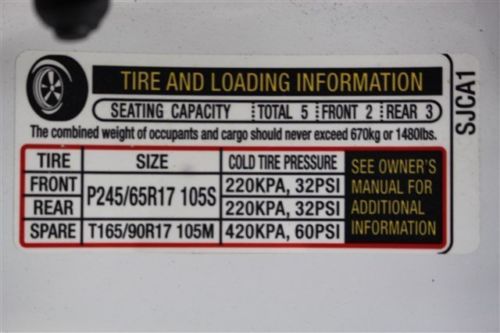 TIRE AND LOADING INFORMATION
SEATING CAPACITY TOTAL 5 FRONT 2 REAR 3
The combined weight of occupants and cargo should never exceed 670kg or 1480lbs.
TIRE SIZE COLD TIRE PRESSURE
FRONT P245/65R17 105S 220KPA, 32PSI
REAR 220KPA, 32PSI
SPARE T165/90R17 105M 420KPA, 60PSI
SEE OWNER'S
MANUAL FOR
ADDITIONAL
INFORMATION
SJCA1